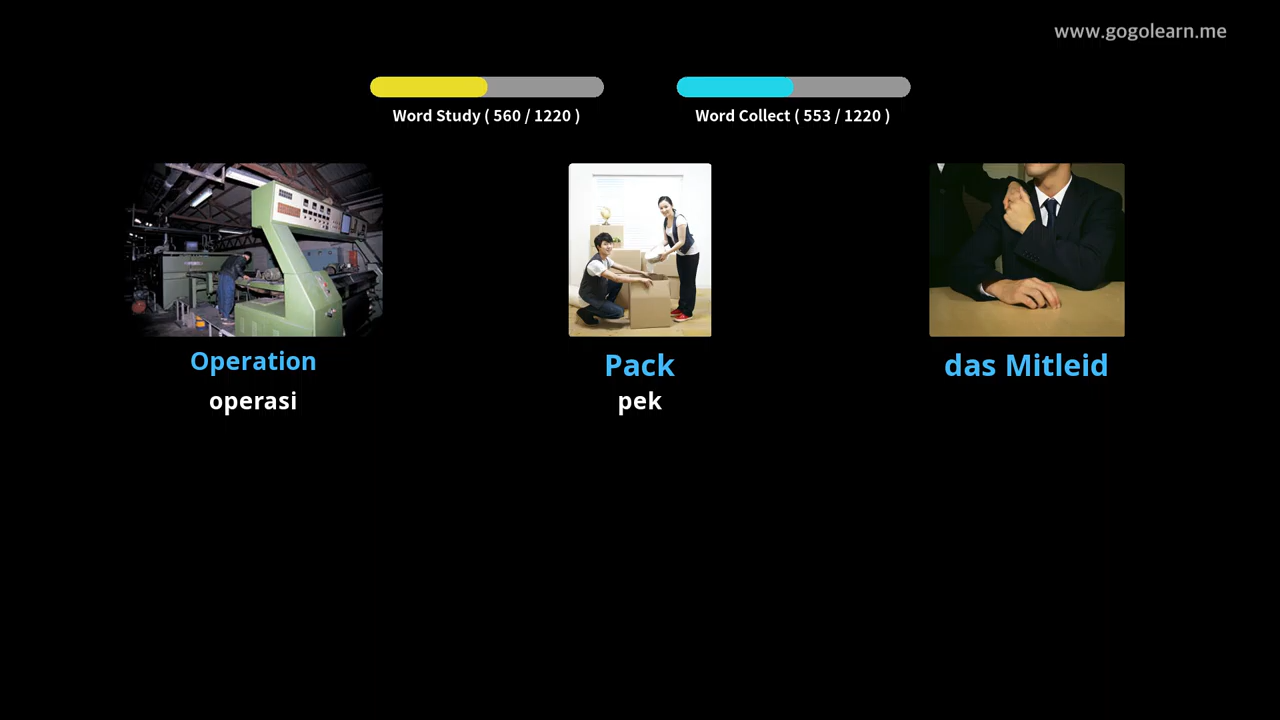 www.gogolearn.me
Word Study ( 560 / 1220 )
Word Collect ( 553 / 1220 )
Operation
operasi
Pack
pek
das Mitleid